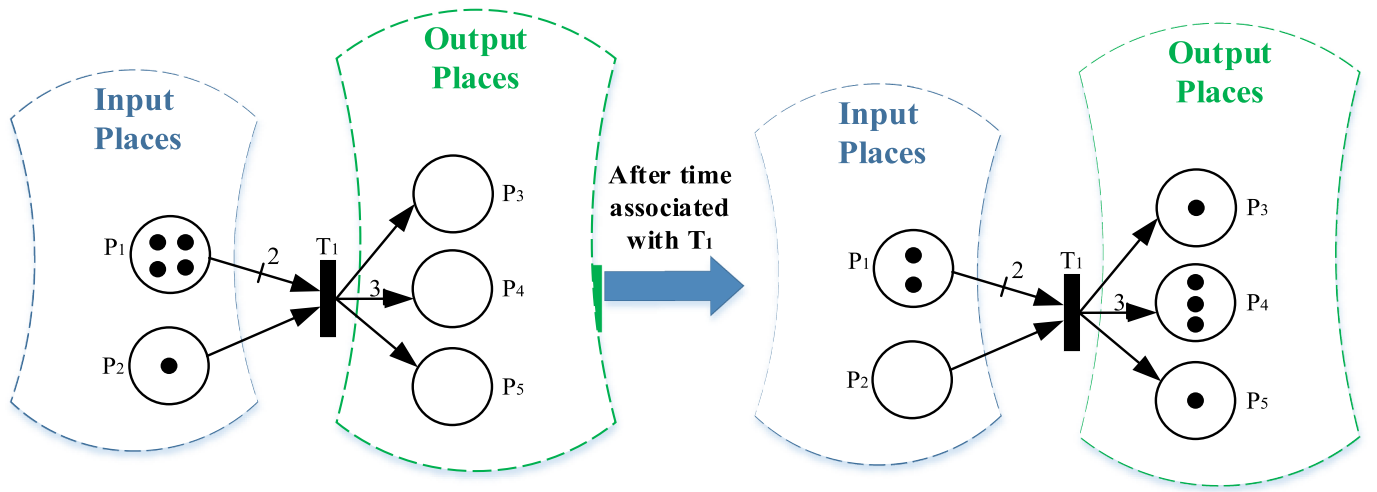 Input
Places
Output
Places
P1
P2
2
T1
3
P3
P4
P5
After time
associated
with T1
Input
Places
Output
Places
P1
P2
2
T1
3
P3
P4
P5